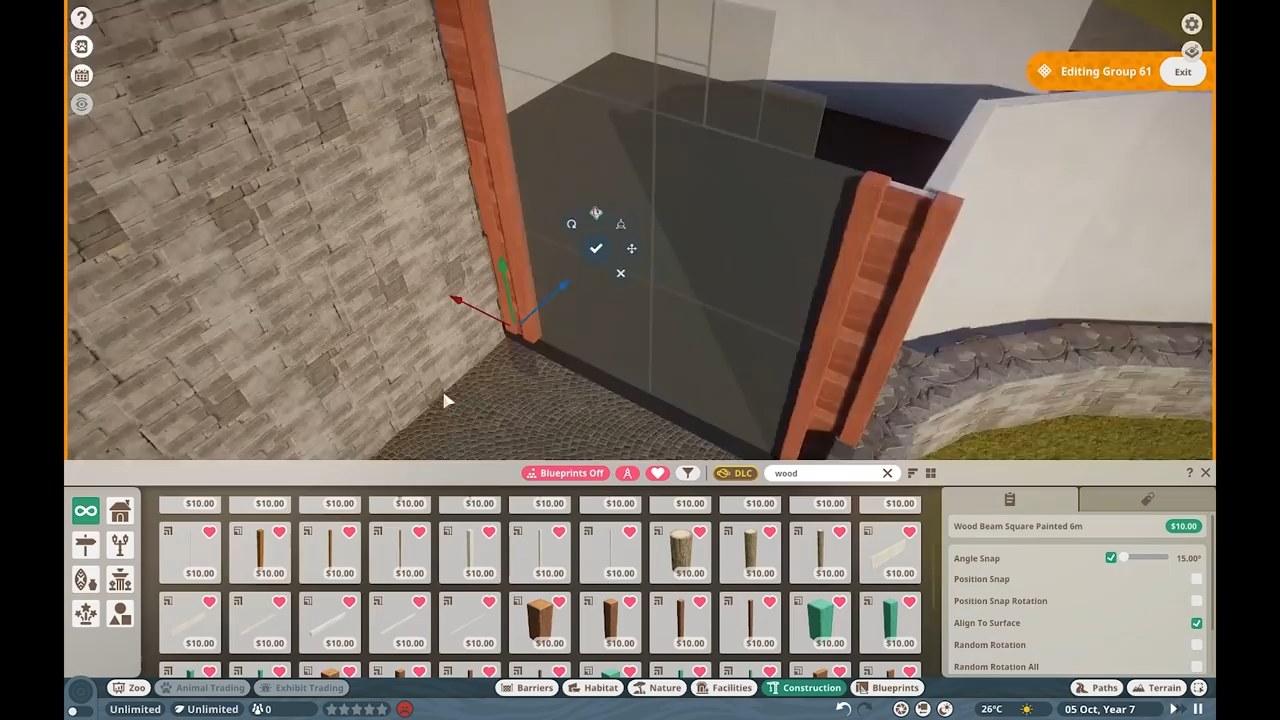 ?
Editing Group 61
Exit
Blueprints Off
DLC
wood
?
$10.00 $10.00 $10.00 $10.00 $10.00 $10.00 $10.00 $10.00 $10.00 $10.00 $10.00
$10.00 $10.00 $10.00 $10.00 $10.00 $10.00 $10.00 $10.00 $10.00 $10.00 $10.00
$10.00 $10.00 $10.00 $10.00 $10.00 $10.00 $10.00 $10.00 $10.00 $10.00 $10.00
Wood Beam Square Painted 6m
$10.00
Angle Snap
15.00°
Position Snap
Position Snap Rotation
Align To Surface
Random Rotation
Random Rotation All
Zoo
Animal Trading
Exhibit Trading
Barriers
Habitat
Nature
Facilities
Construction
Blueprints
Paths
Terrain
Unlimited
Unlimited
0
26°C
05 Oct, Year 7